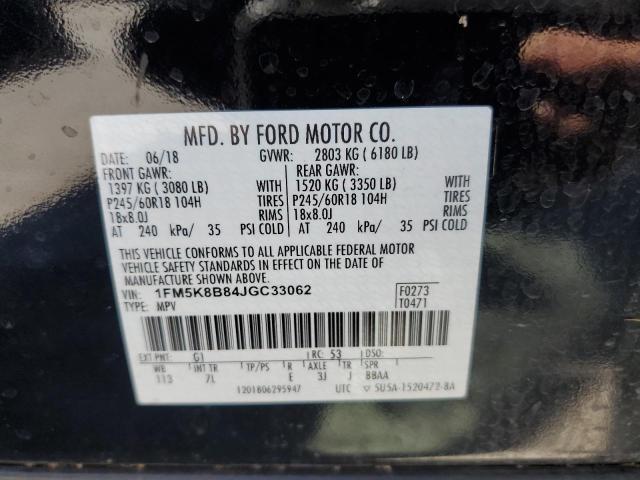 MFD. BY FORD MOTOR CO.
DATE: 06/18 GVWR: 2803 KG ( 6180 LB)
FRONT GAWR: REAR GAWR:
1397 KG ( 3080 LB) WITH 1520 KG ( 3350 LB) WITH
P245/60R18 104H TIRES P245/60R18 104H TIRES
18x8.0J RIMS 18x8.0J RIMS
AT 240 kPa/ 35 PSI COLD AT 240 kPa/ 35 PSI COLD
THIS VEHICLE CONFORMS TO ALL APPLICABLE FEDERAL MOTOR
VEHICLE SAFETY STANDARDS IN EFFECT ON THE DATE OF
MANUFACTURE SHOWN ABOVE.
VIN: 1FM5K8B84JGC33062 F0273
TYPE: MPV T0471
EXT PNT: G1 RC: 53 DSO:
WB INT TR TP/PS R AXLE TR SPR
113 7L E 3J J BBAA
1201806295947 UTC 5U5A-1520472-BA